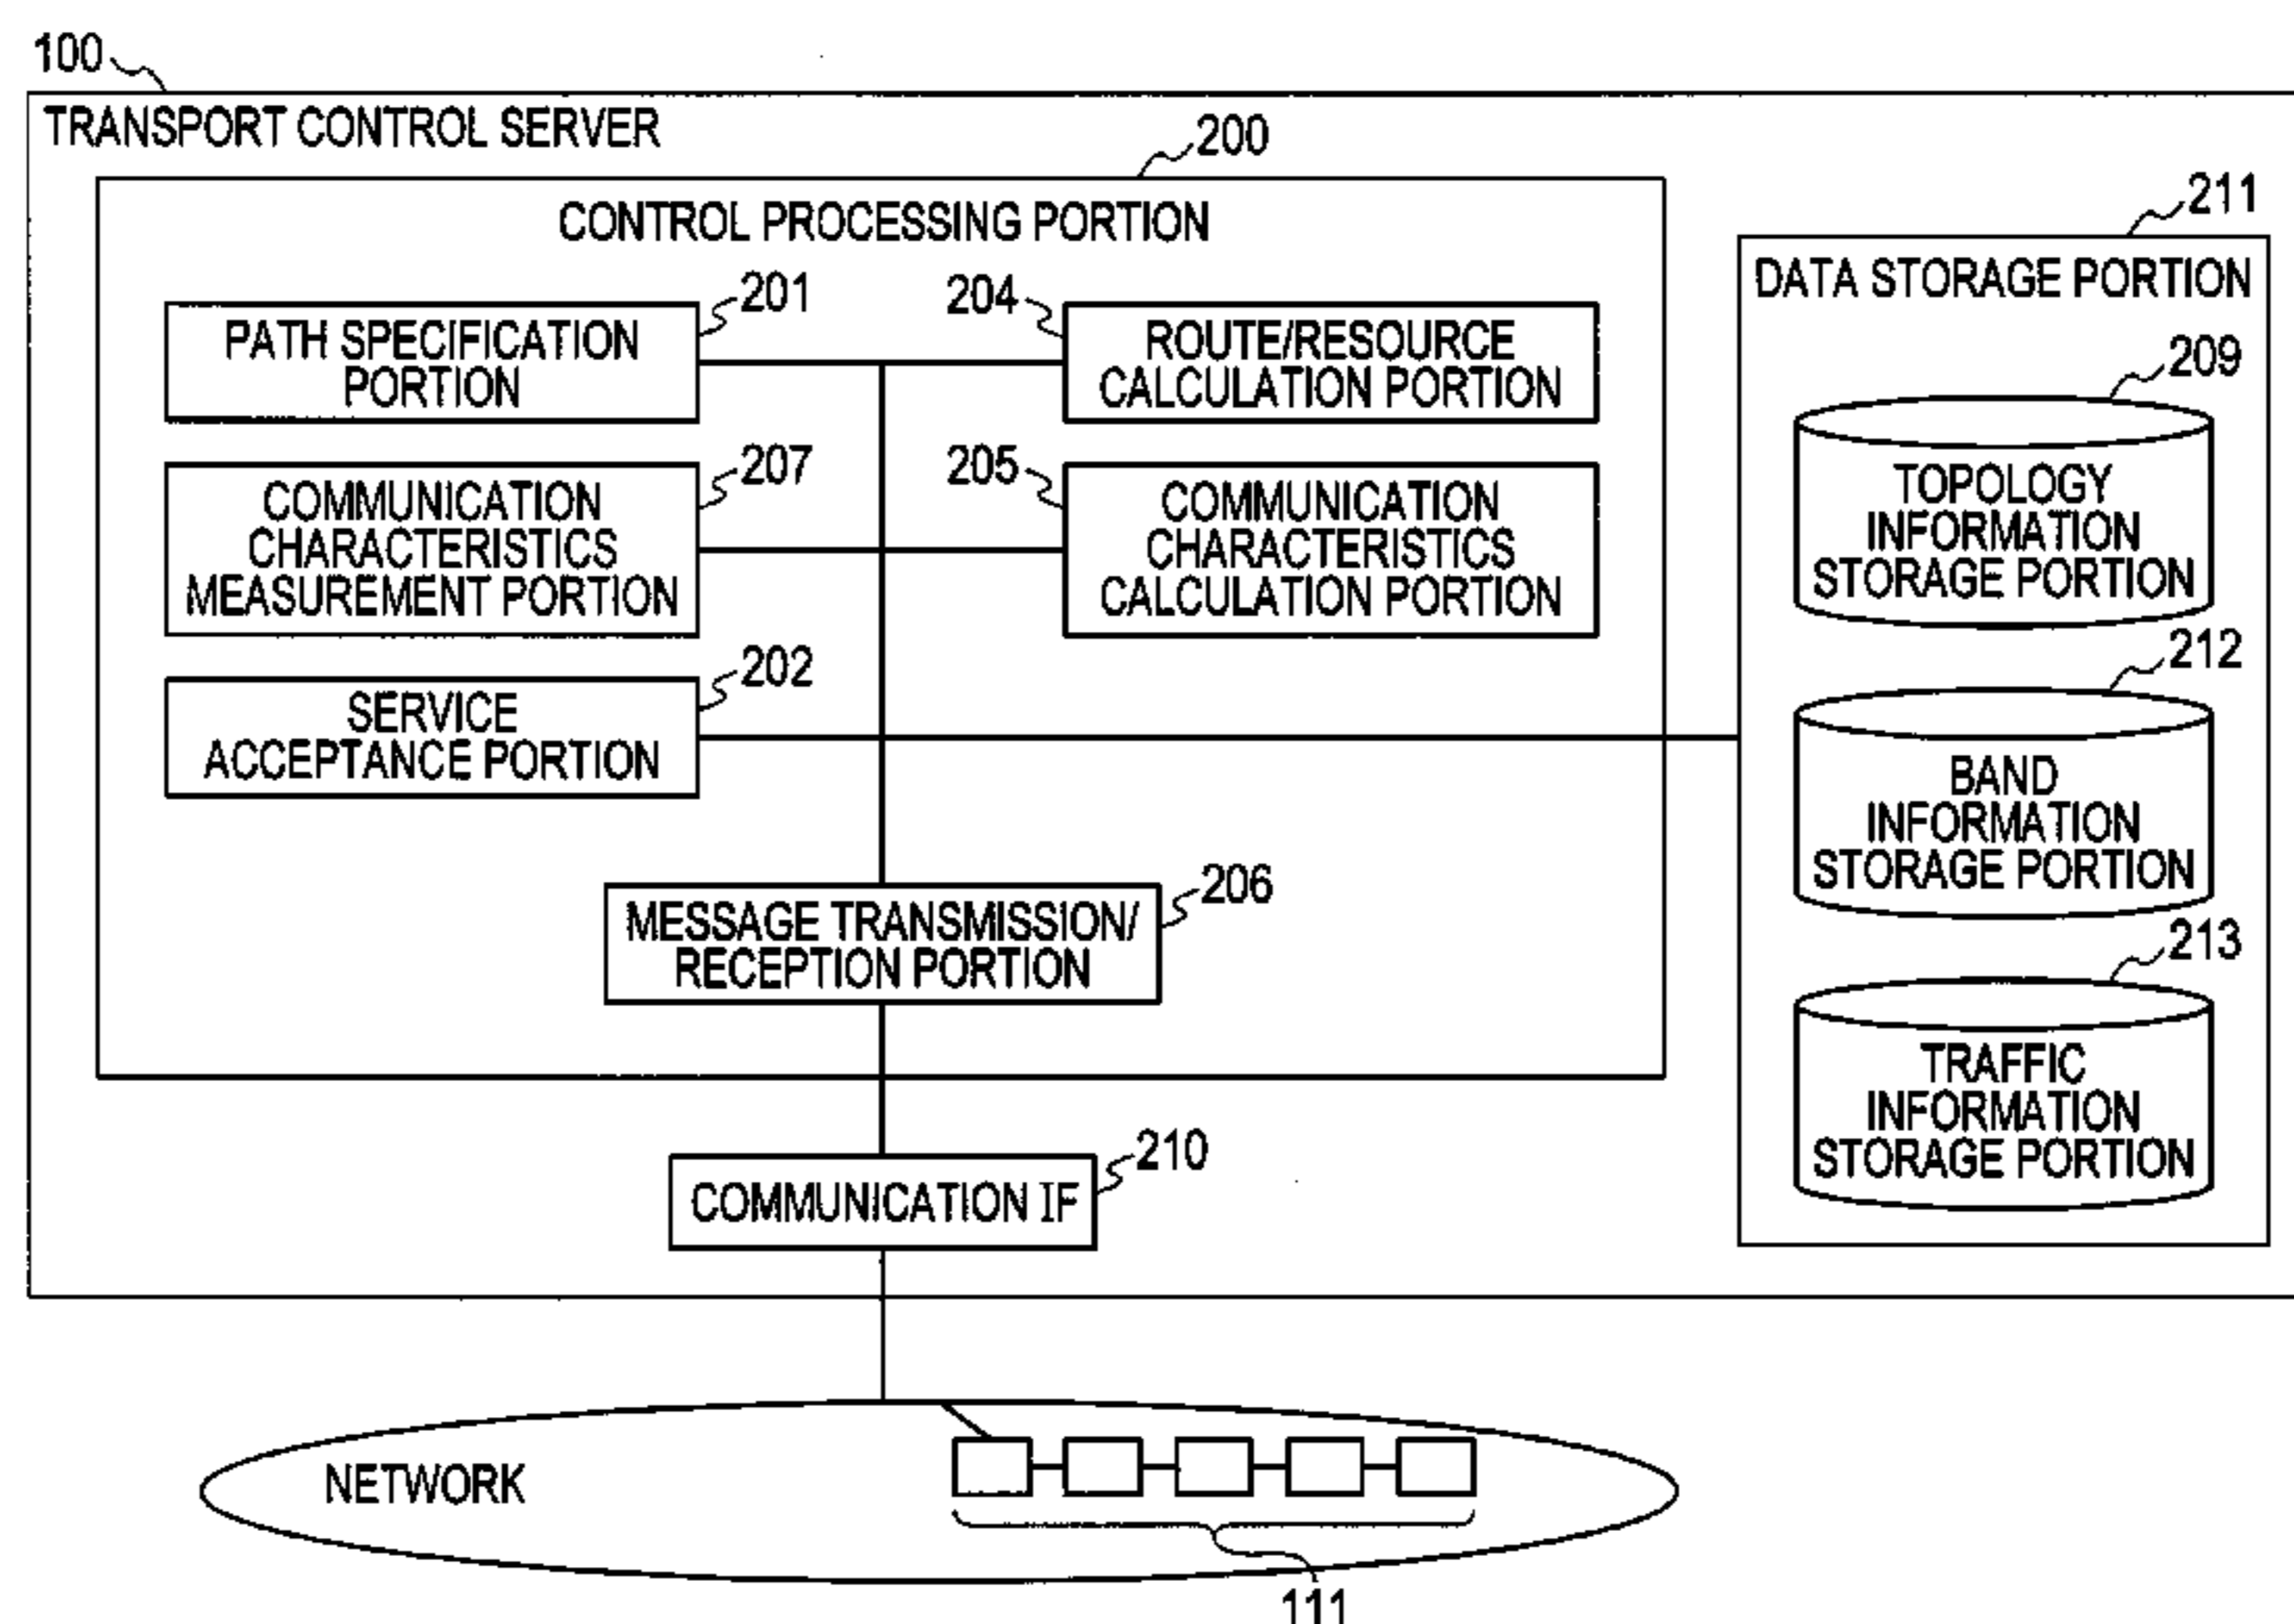 100
TRANSPORT CONTROL SERVER
200
CONTROL PROCESSING PORTION
201
PATH SPECIFICATION
PORTION
204
ROUTE/RESOURCE
CALCULATION PORTION
207
COMMUNICATION
CHARACTERISTICS
MEASUREMENT PORTION
205
COMMUNICATION
CHARACTERISTICS
CALCULATION PORTION
202
SERVICE
ACCEPTANCE PORTION
206
MESSAGE TRANSMISSION/
RECEPTION PORTION
210
COMMUNICATION IF
211
DATA STORAGE PORTION
209
TOPOLOGY
INFORMATION
STORAGE PORTION
212
BAND
INFORMATION
STORAGE PORTION
213
TRAFFIC
INFORMATION
STORAGE PORTION
NETWORK
111